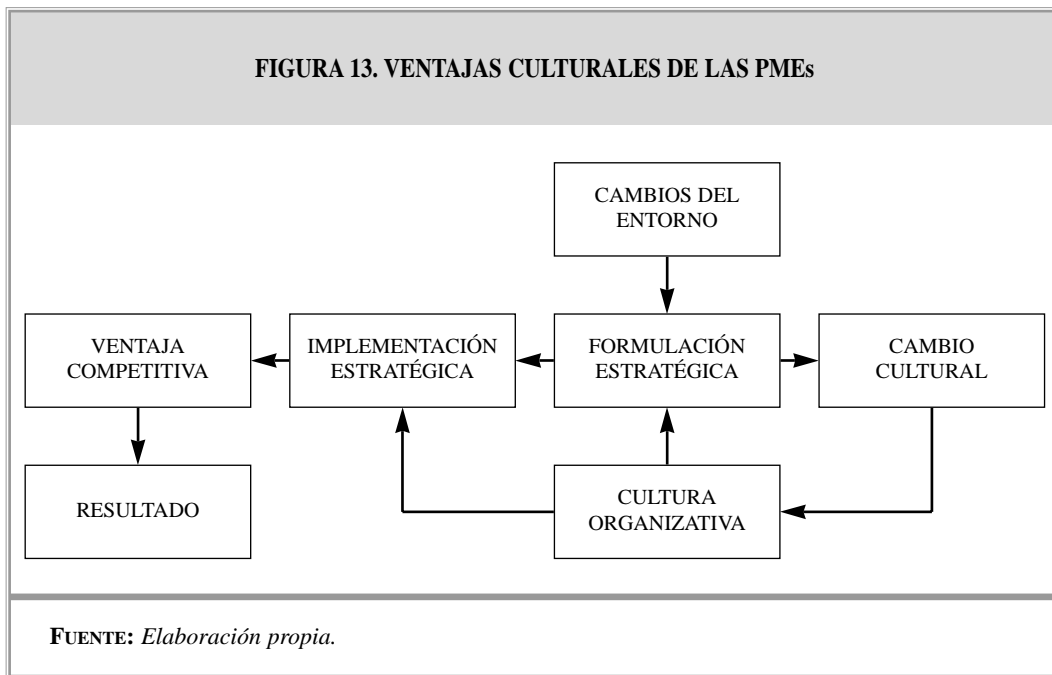 FIGURA 13. VENTAJAS CULTURALES DE LAS PMEs
CAMBIOS DEL
ENTORNO
VENTAJA
COMPETITIVA
IMPLEMENTACIÓN
ESTRATÉGICA
FORMULACIÓN
ESTRATÉGICA
CAMBIO
CULTURAL
RESULTADO
CULTURA
ORGANIZATIVA
FUENTE: Elaboración propia.